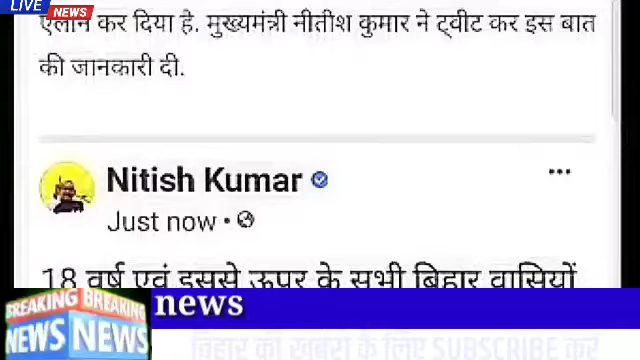 LIVE
NEWS
ऐलान कर दिया है. मुख्यमंत्री नीतीश कुमार ने ट्वीट कर इस बात
की जानकारी दी.
Nitish Kumar
Just now •
18 वर्ष एवं इससे ऊपर के सभी बिहार वासियों
BREAKING BREAKING
NEWS NEWS
news
बिहार की खबरों के लिए SUBSCRIBE कर